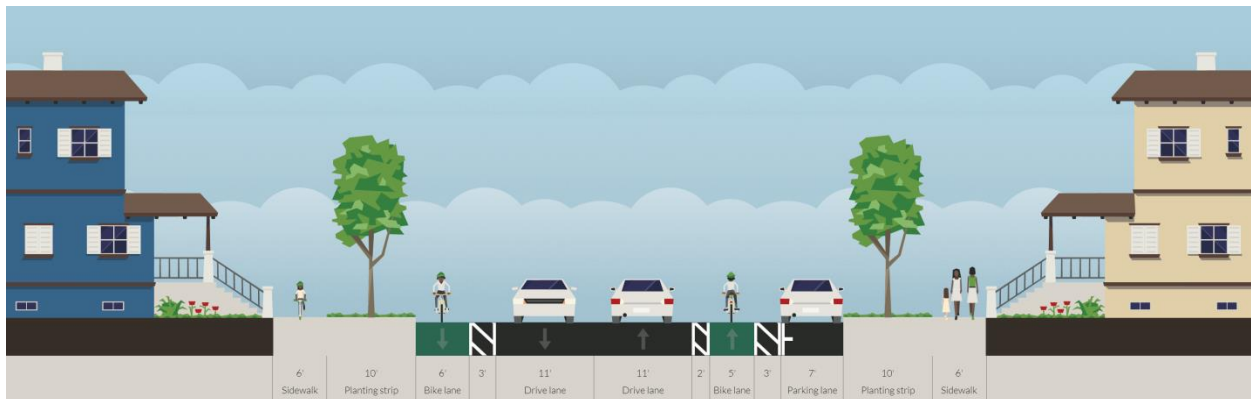 6' 10' 6' 3' 11' 11' 2' 5' 3' 7' 10' 6'
Sidewalk Planting strip Bike lane Drive lane Drive lane Bike lane Parking lane Planting strip Sidewalk